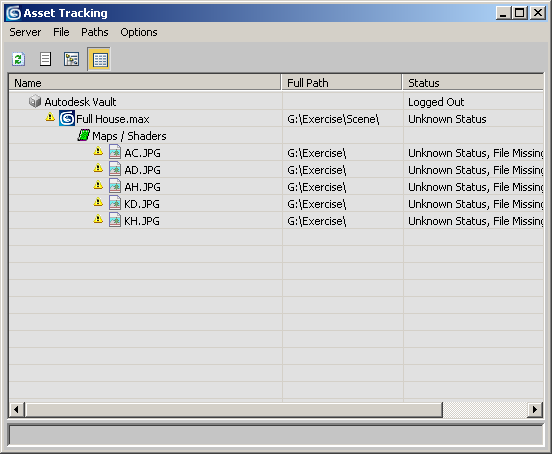 Asset Tracking
Server File Paths Options
Name Full Path Status
Autodesk Vault Logged Out
Full House.max G:\Exercise\Scene\ Unknown Status
Maps / Shaders
AC.JPG G:\Exercise\ Unknown Status, File Missing
AD.JPG G:\Exercise\ Unknown Status, File Missing
AH.JPG G:\Exercise\ Unknown Status, File Missing
KD.JPG G:\Exercise\ Unknown Status, File Missing
KH.JPG G:\Exercise\ Unknown Status, File Missing